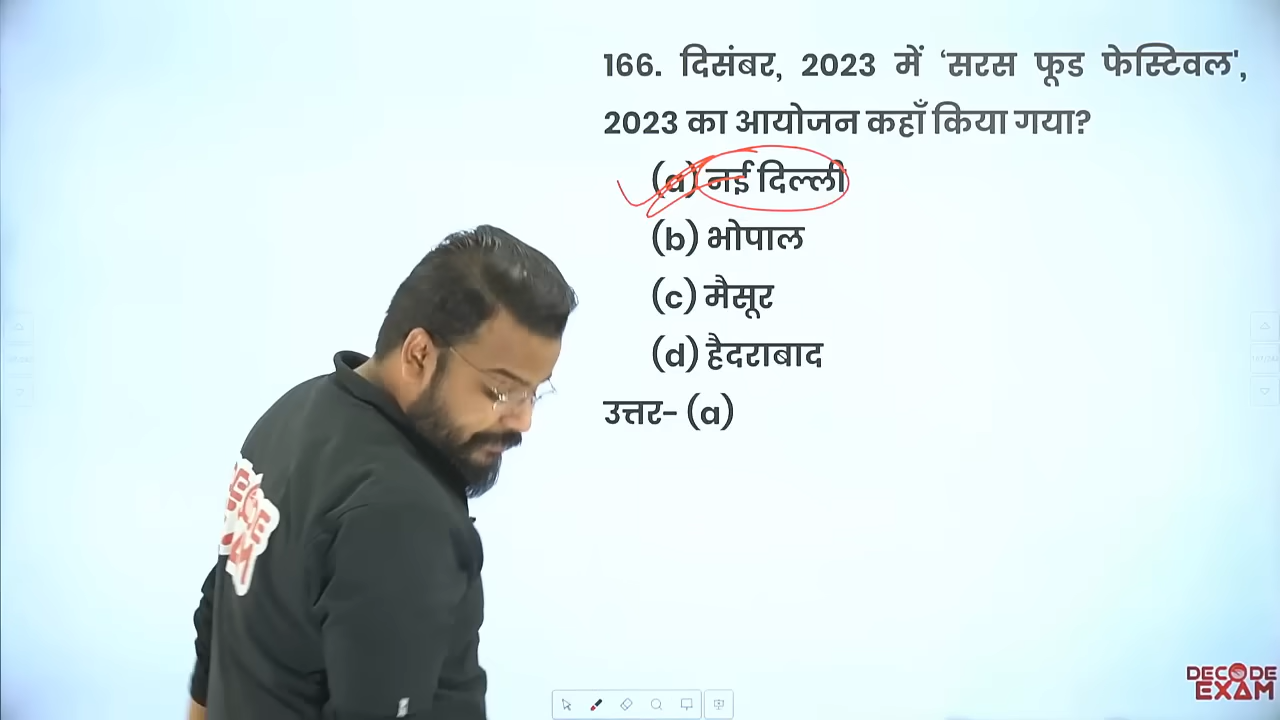 166. दिसंबर, 2023 में ‘सरस फूड फेस्टिवल',
2023 का आयोजन कहाँ किया गया?
(a) नई दिल्ली
(b) भोपाल
(c) मैसूर
(d) हैदराबाद
उत्तर- (a)
DECODE
EXAM